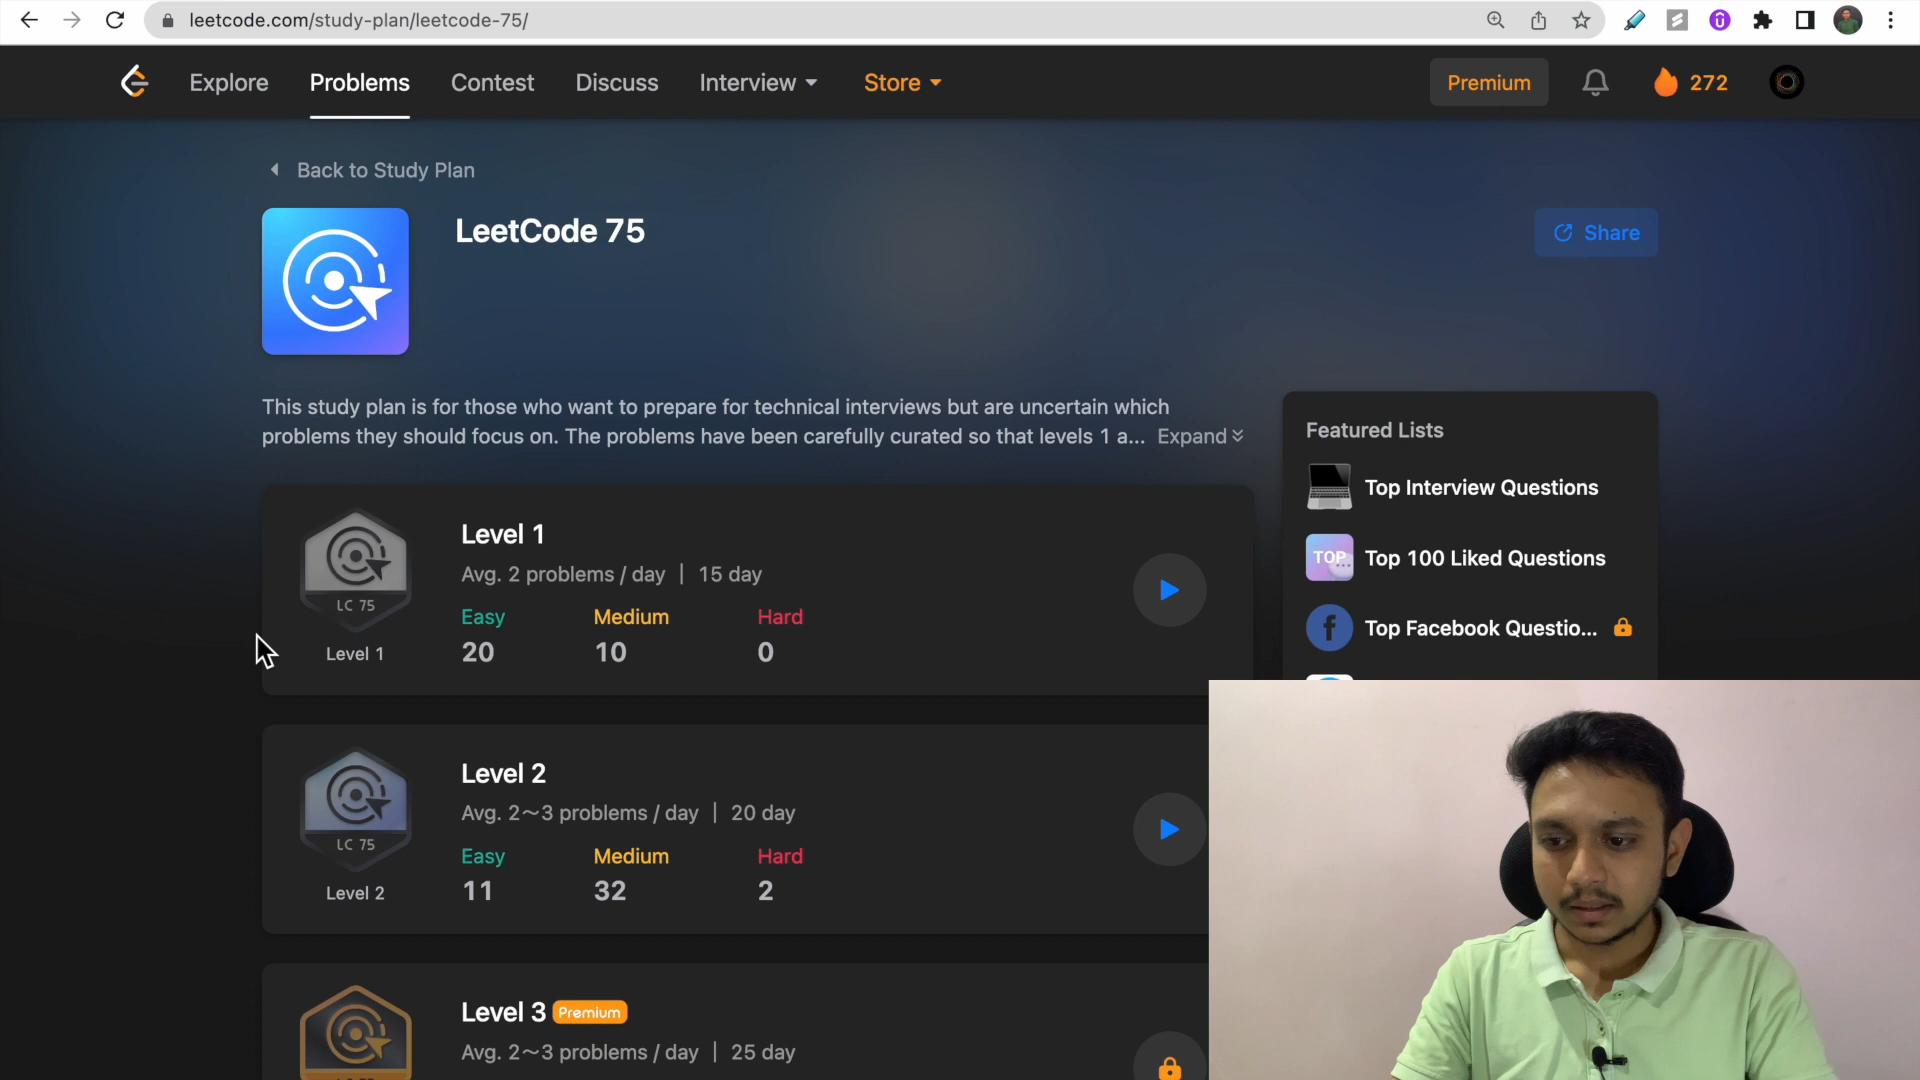 leetcode.com/study-plan/leetcode-75/
Explore Problems Contest Discuss Interview Store Premium 272
Back to Study Plan
LeetCode 75
Share
This study plan is for those who want to prepare for technical interviews but are uncertain which
problems they should focus on. The problems have been carefully curated so that levels 1 a... Expand
Featured Lists
Top Interview Questions
TOP Top 100 Liked Questions
Top Facebook Questio...
Level 1
Avg. 2 problems / day | 15 day
Easy Medium Hard
20 10 0
LC 75
Level 1
Level 2
Avg. 2~3 problems / day | 20 day
Easy Medium Hard
11 32 2
LC 75
Level 2
Level 3 Premium
Avg. 2~3 problems / day | 25 day